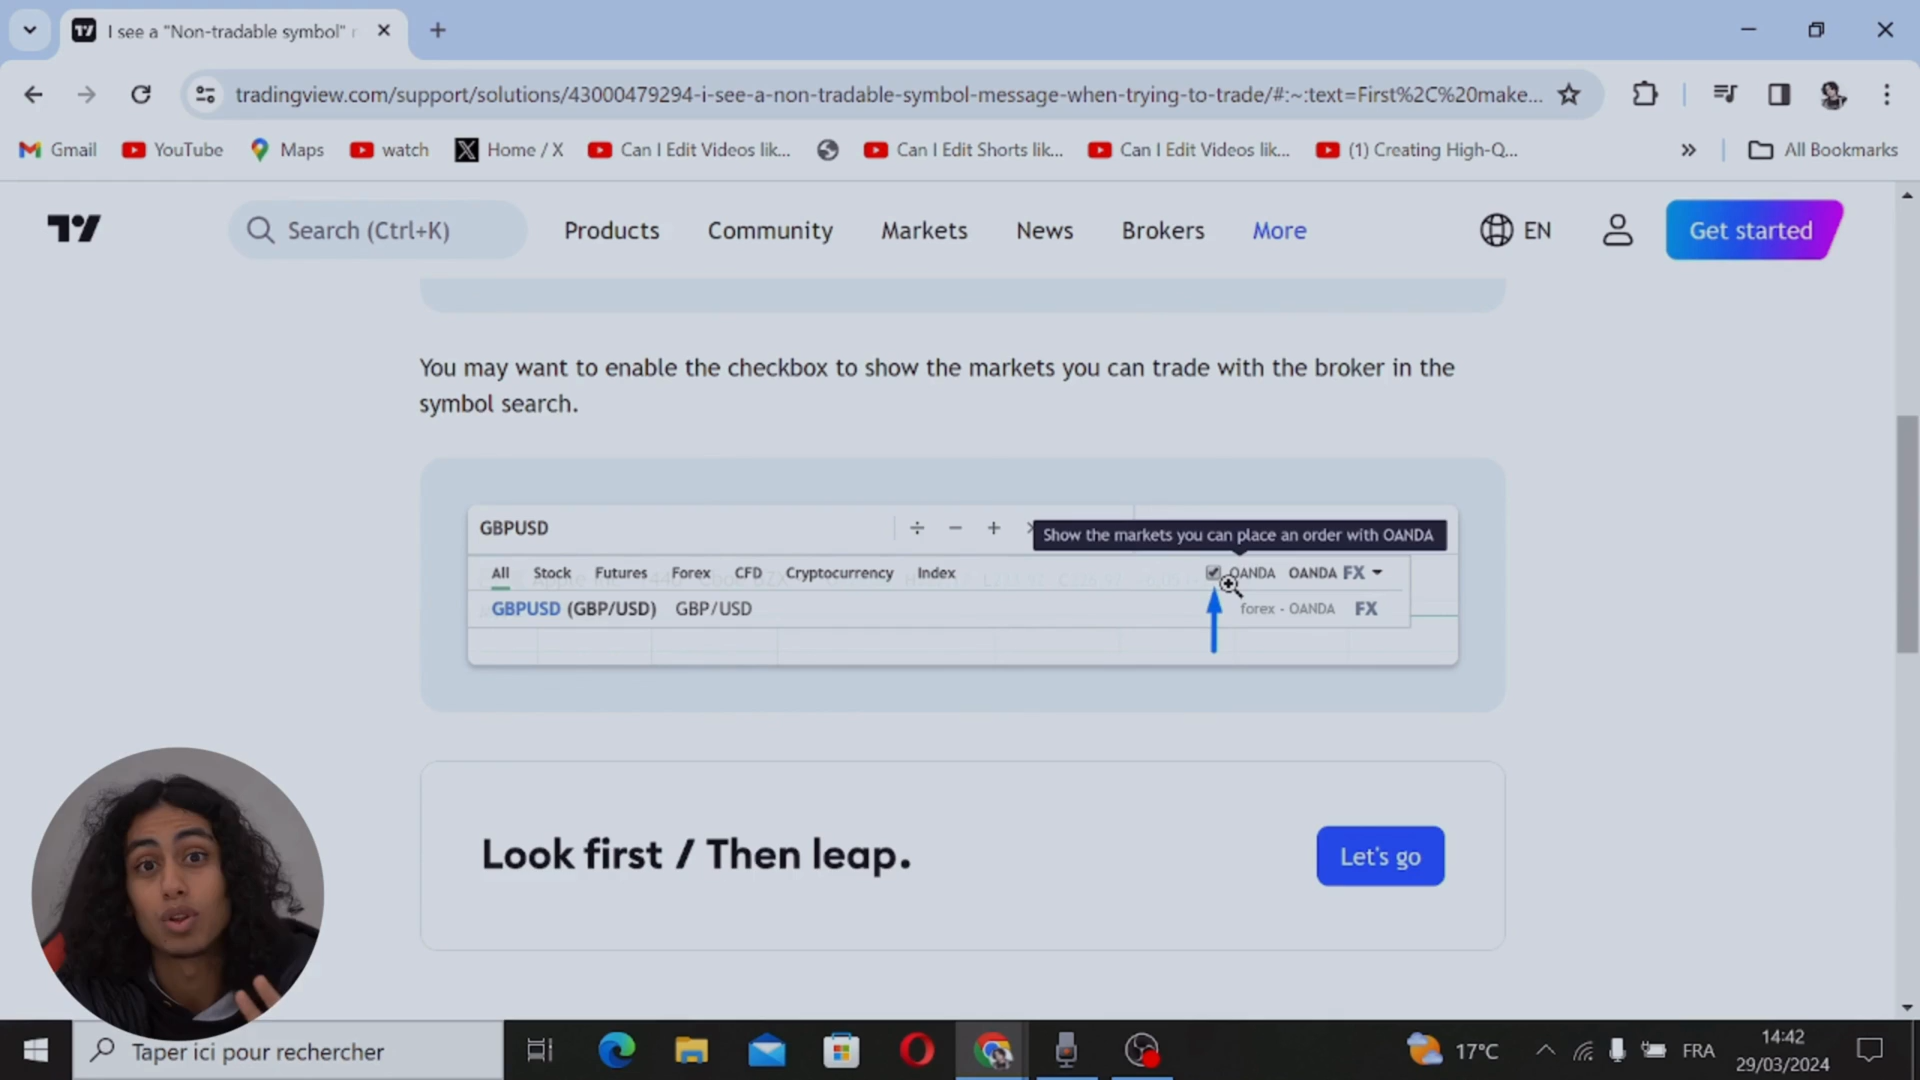 I see a "Non-tradable symbol"
tradingview.com/support/solutions/43000479294-i-see-a-non-tradable-symbol-message-when-trying-to-trade/#:~:text=First%2C%20make...
Gmail YouTube Maps watch Home / X Can I Edit Videos lik... Can I Edit Shorts lik... Can I Edit Videos lik... (1) Creating High-Q... » All Bookmarks
Search (Ctrl+K) Products Community Markets News Brokers More EN Get started
You may want to enable the checkbox to show the markets you can trade with the broker in the
symbol search.
GBPUSD ÷ − +
Show the markets you can place an order with OANDA
All Stock Futures Forex CFD Cryptocurrency Index OANDA OANDA FX
GBPUSD (GBP/USD) GBP/USD forex - OANDA FX
Look first / Then leap.
Let's go
Taper ici pour rechercher
17°C FRA 14:42
29/03/2024